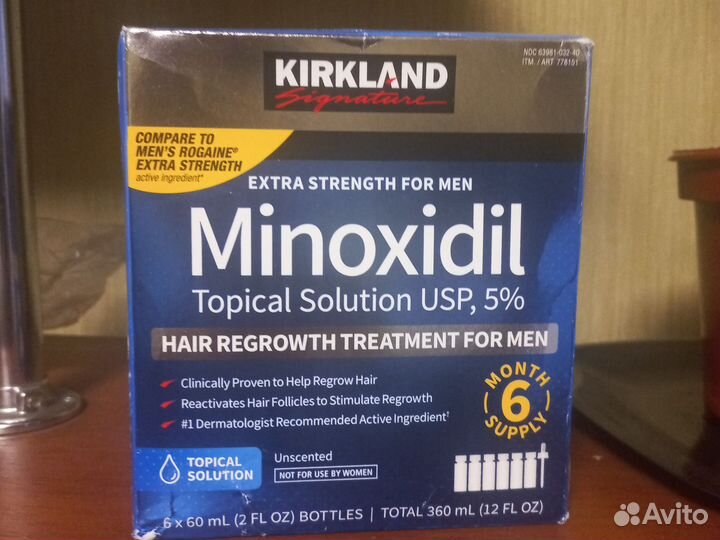 NDC 63981-032-40
ITM. / ART 778151
KIRKLAND
Signature
COMPARE TO
MEN'S ROGAINE®
EXTRA STRENGTH
active ingredient*
EXTRA STRENGTH FOR MEN
Minoxidil
Topical Solution USP, 5%
HAIR REGROWTH TREATMENT FOR MEN
Clinically Proven to Help Regrow Hair
Reactivates Hair Follicles to Stimulate Regrowth
#1 Dermatologist Recommended Active Ingredient†
MONTH
6
SUPPLY
TOPICAL
SOLUTION
Unscented
NOT FOR USE BY WOMEN
6 x 60 mL (2 FL OZ) BOTTLES | TOTAL 360 mL (12 FL OZ)
Avito